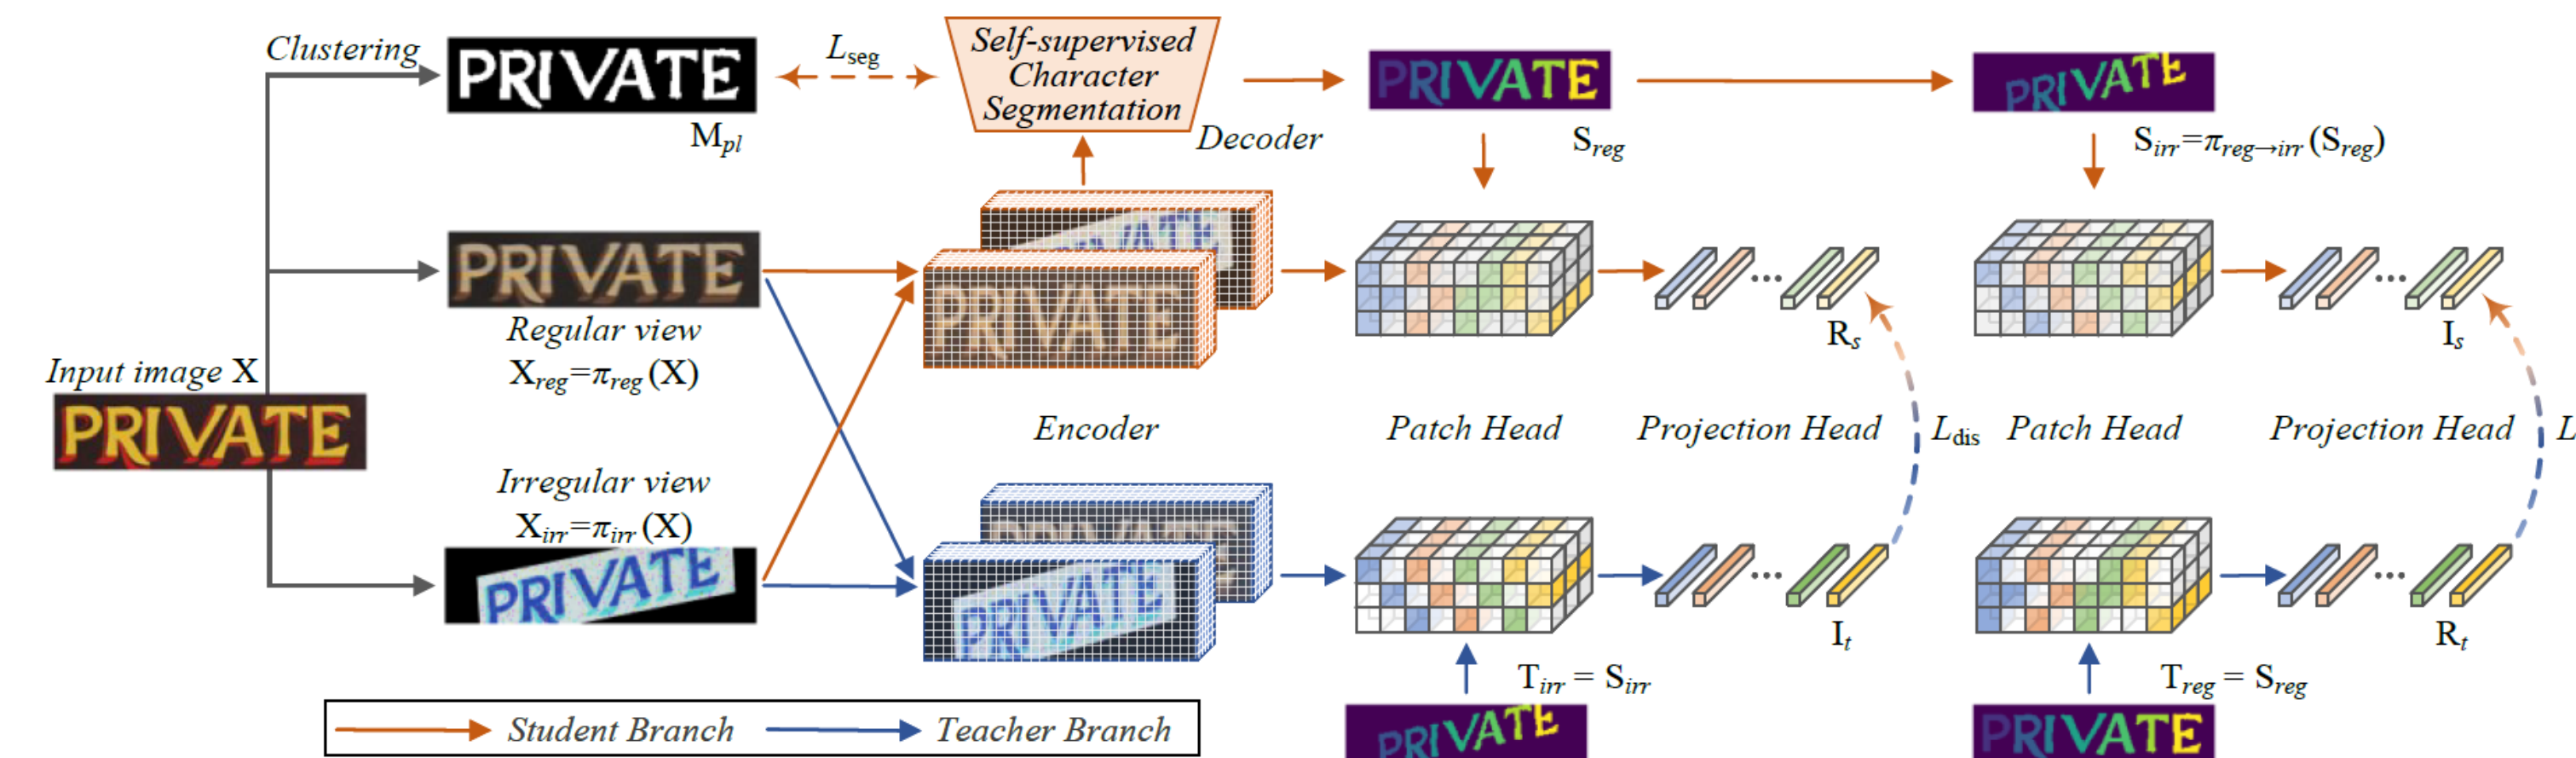 Clustering
PRIVATE
M_pl
L_seg
Self-supervised
Character
Segmentation
Decoder
PRIVATE
S_reg
PRIVATE
S_irr=π_reg→irr(S_reg)
Input image X
PRIVATE
PRIVATE
Regular view
X_reg=π_reg(X)
Irregular view
X_irr=π_irr(X)
PRIVATE
PRIVATE
Encoder
PRIVATE
PRIVATE
Patch Head
Projection Head
...
R_s
L_dis
Patch Head
Projection Head
...
I_s
L
...
I_t
T_irr = S_irr
PRIVATE
...
R_t
T_reg = S_reg
PRIVATE
Student Branch
Teacher Branch